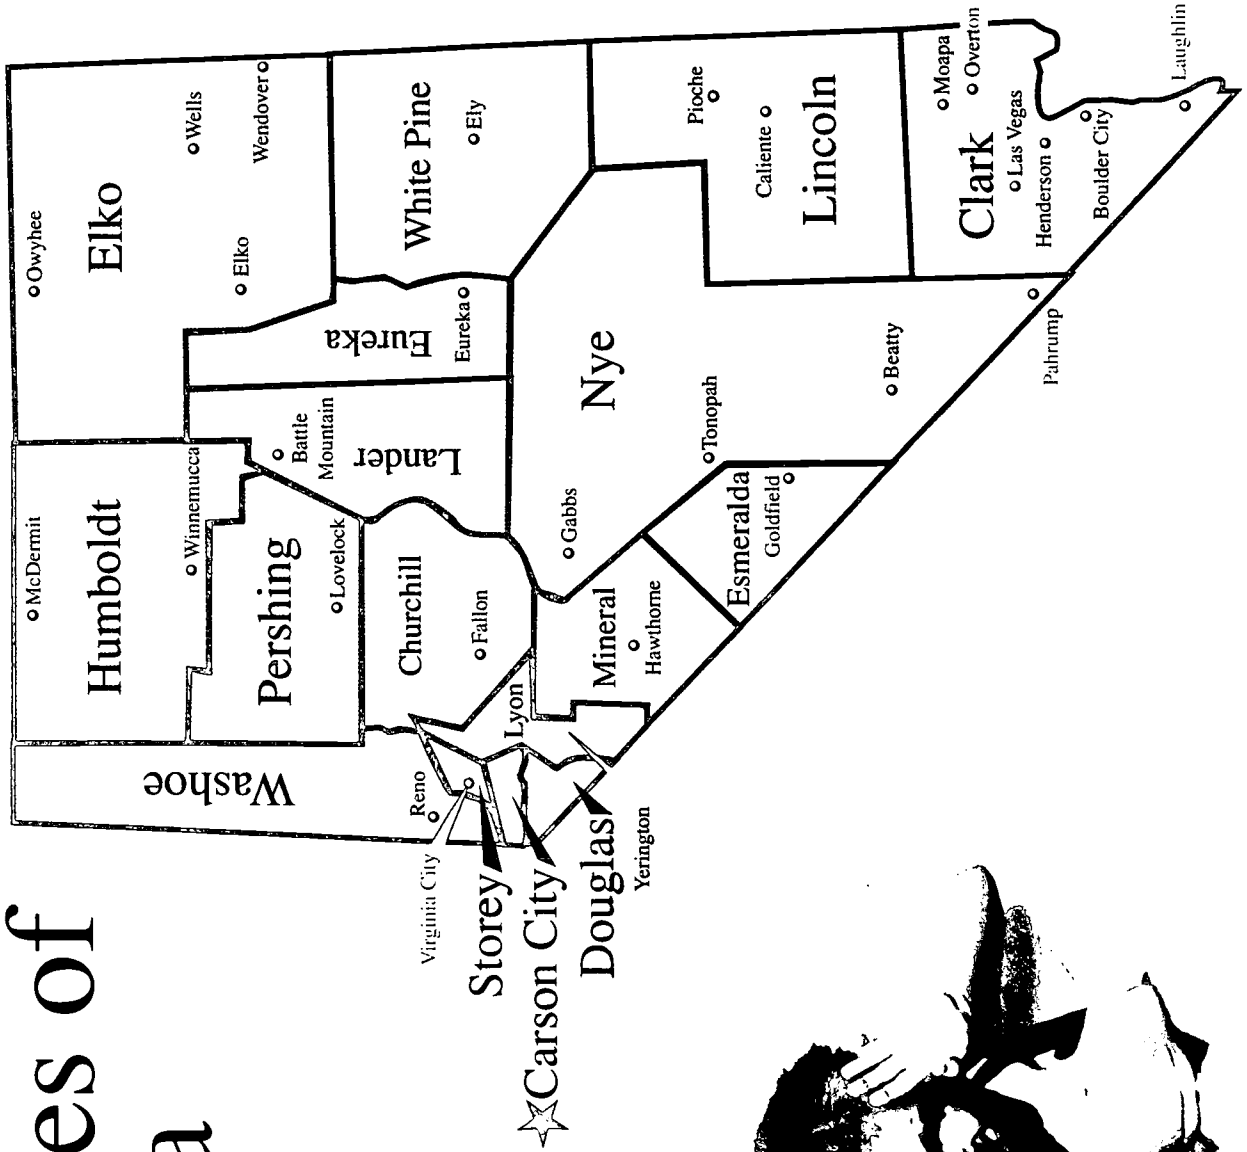 es of
a
Owyhee
Elko
Wells
Wendover
Elko
McDermit
Humboldt
Winnemucca
Washoe
Reno
Pershing
Lovelock
Battle
Mountain
Lander
Eureka
Eureka
White Pine
Ely
Churchill
Fallon
Virginia City
Storey
☆Carson City
Douglas
Yerington
Lyon
Mineral
Hawthorne
Gabbs
Nye
Tonopah
Beatty
Pahrump
Esmeralda
Goldfield
Pioche
Caliente
Lincoln
Moapa
Overton
Clark
Las Vegas
Henderson
Boulder City
Laughlin